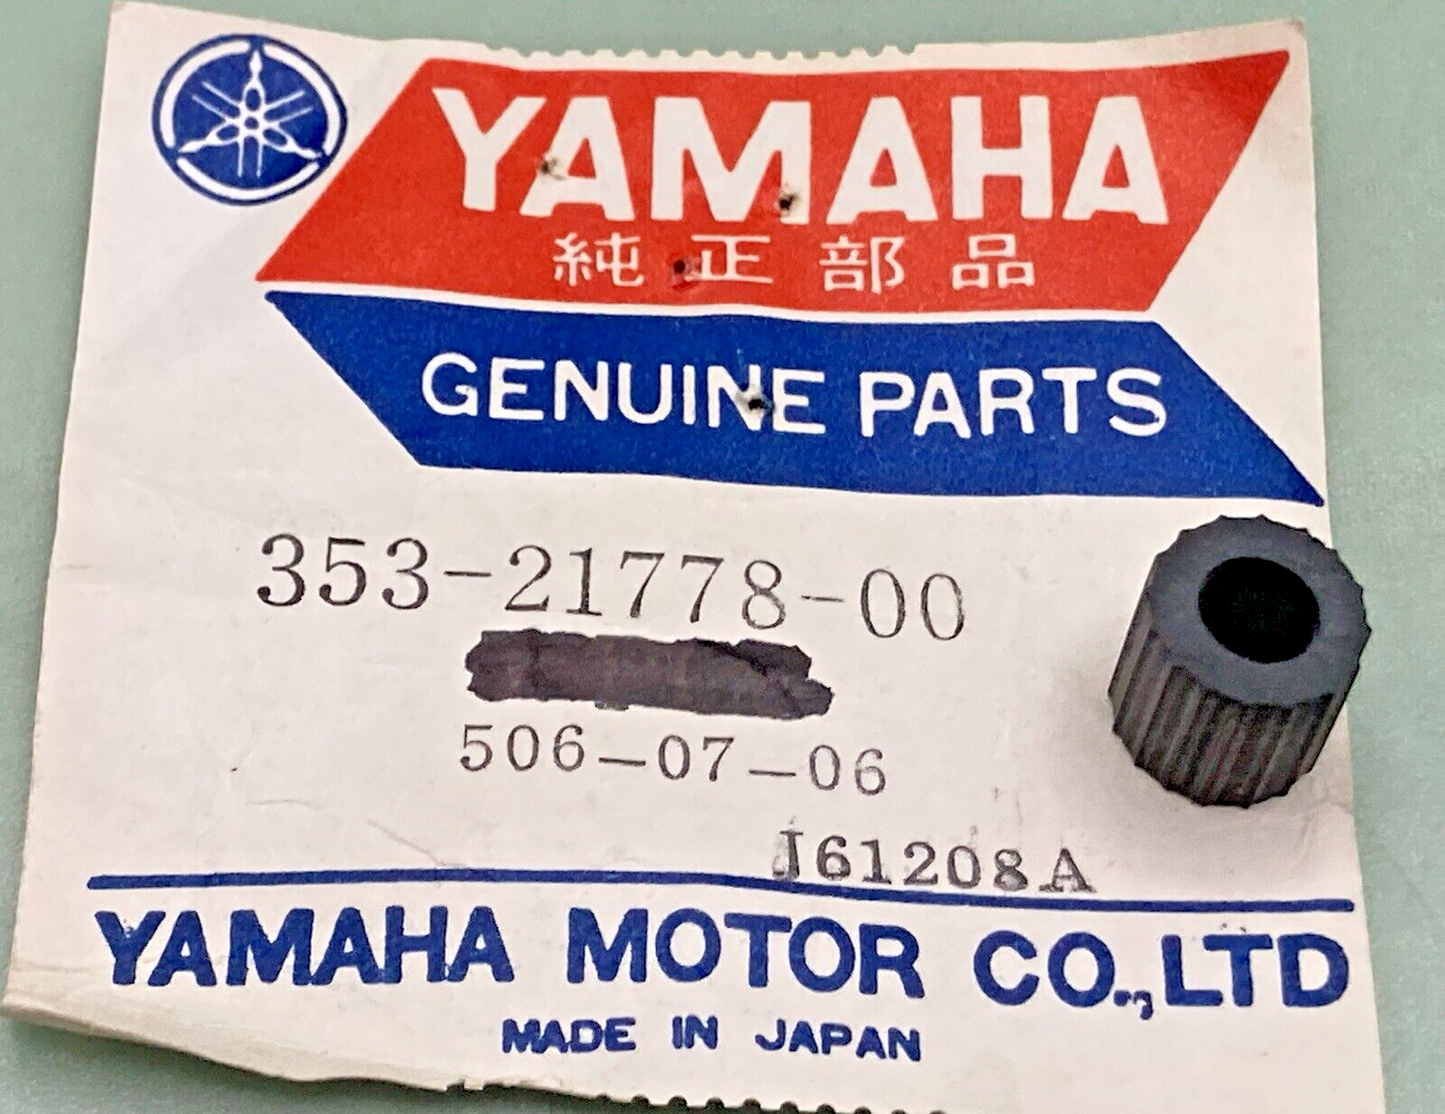 YAMAHA
純正部品
GENUINE PARTS
353-21778-00
506-07-06
J61208A
YAMAHA MOTOR CO.,LTD
MADE IN JAPAN